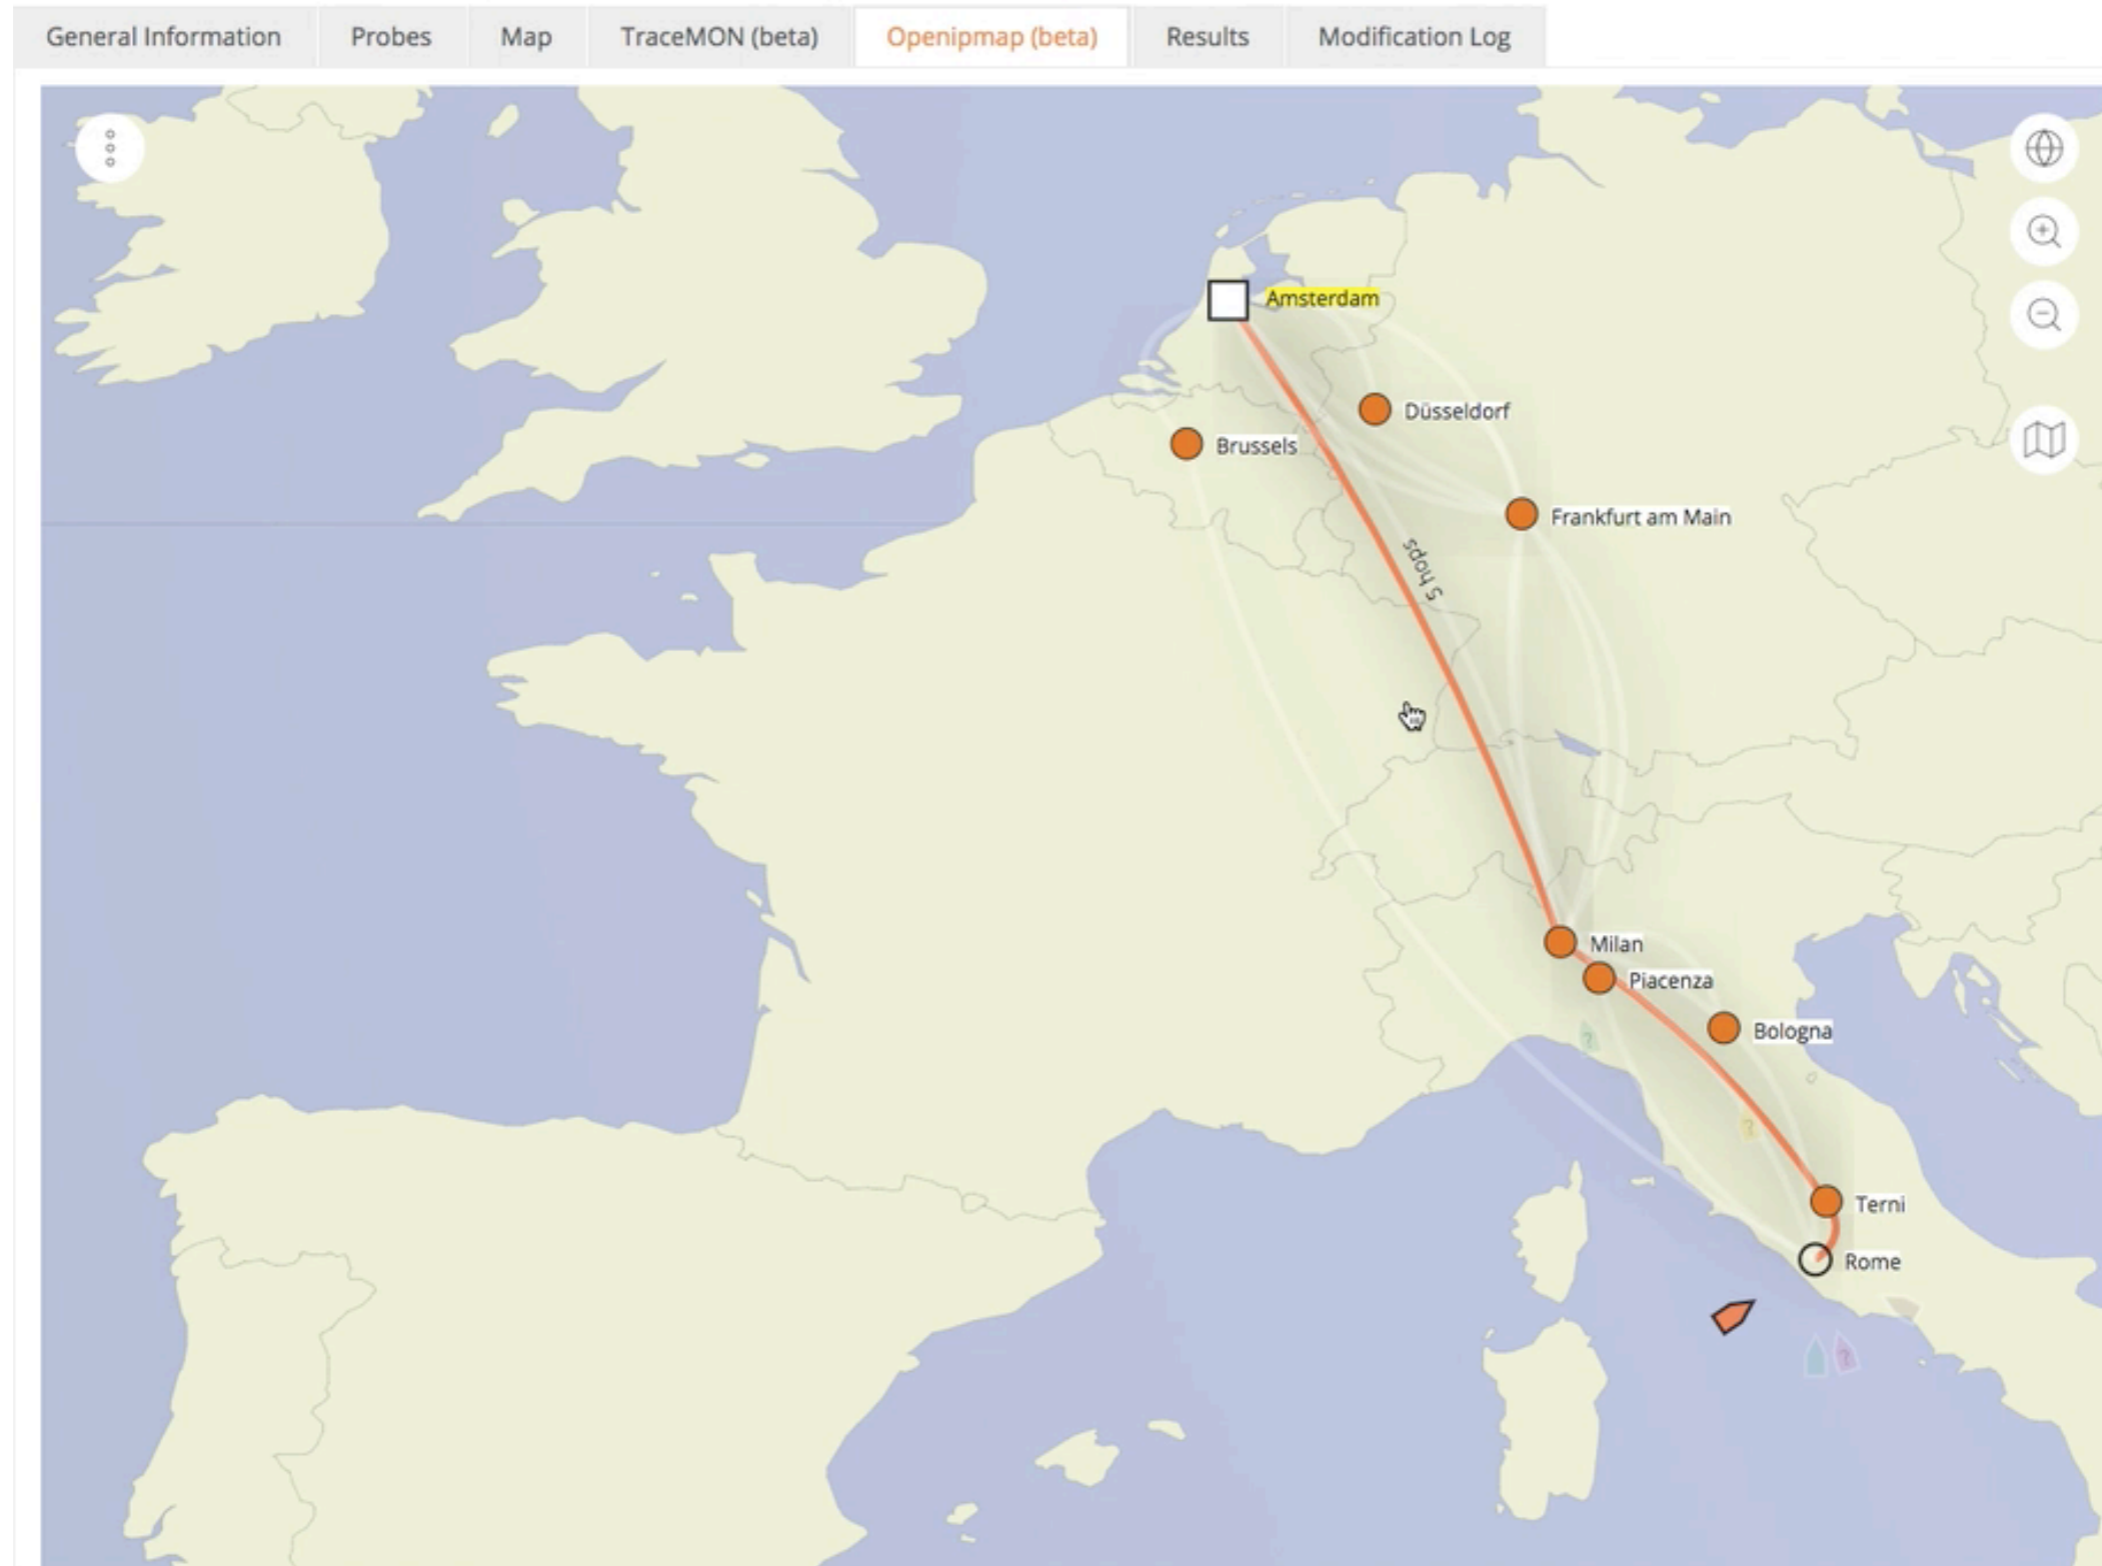 General Information Probes Map TraceMON (beta) Openipmap (beta) Results Modification Log
Amsterdam
Düsseldorf
Brussels
Frankfurt am Main
5 hops
Milan
Piacenza
Bologna
?
?
Terni
Rome
?